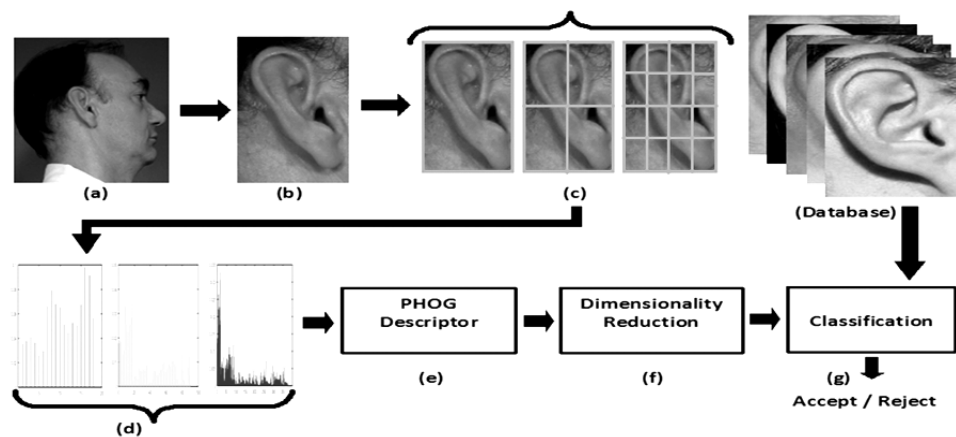 (a)
(b)
(c)
(Database)
PHOG
Descriptor
Dimensionality
Reduction
Classification
(e)
(f)
(g)
Accept / Reject
(d)